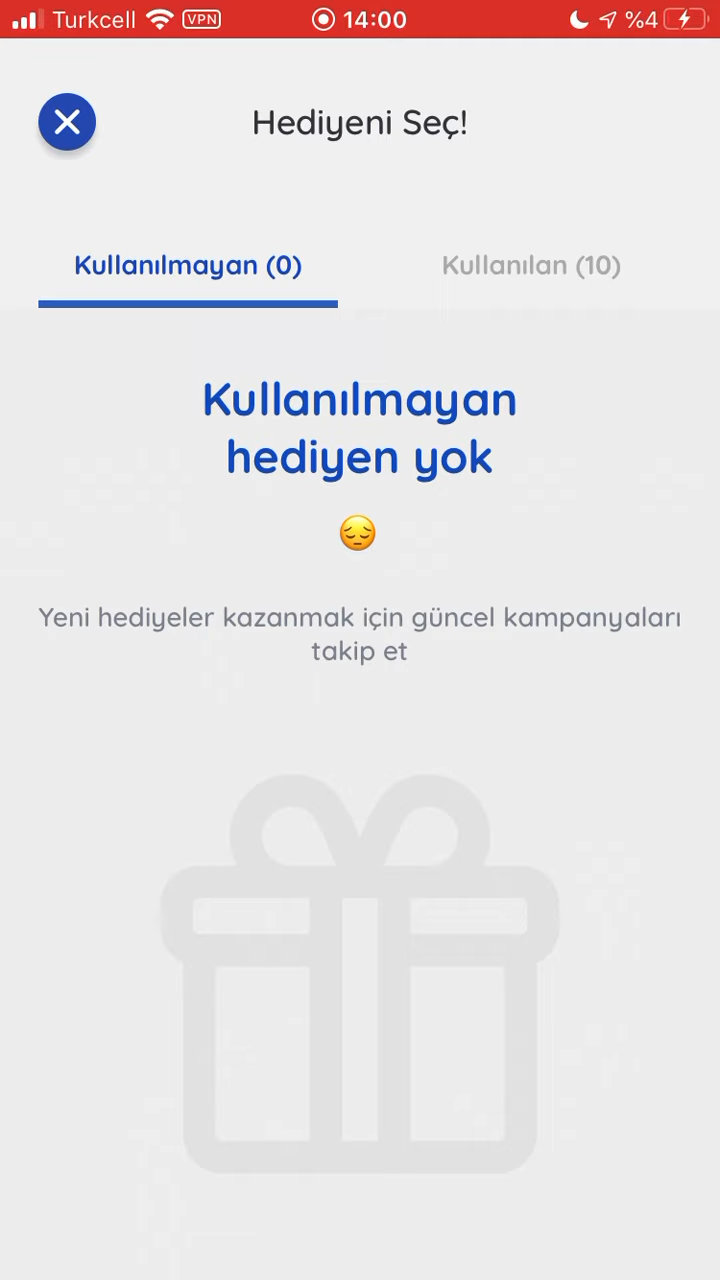 Turkcell VPN 14:00 %4
Hediyeni Seç!
Kullanılmayan (0) Kullanılan (10)
Kullanılmayan
hediyen yok
😔
Yeni hediyeler kazanmak için güncel kampanyaları
takip et